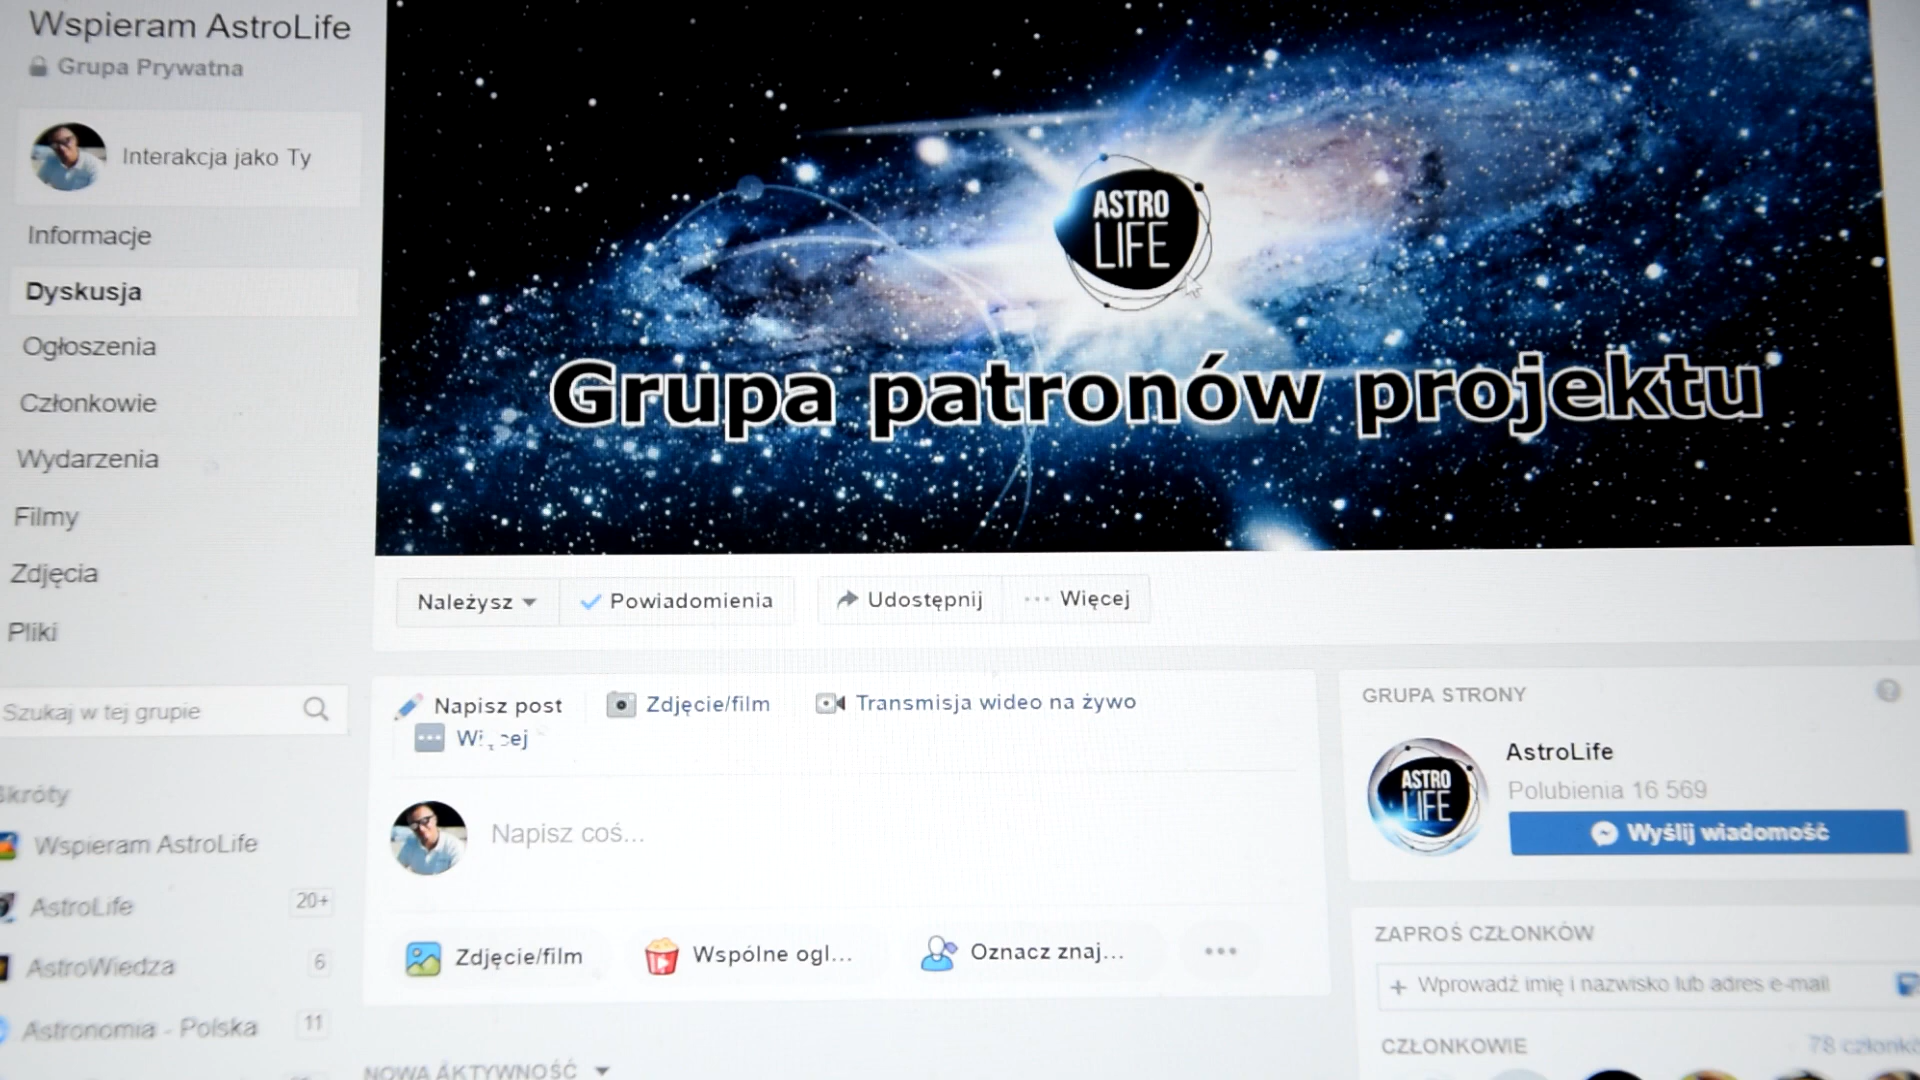 Wspieram AstroLife
Grupa Prywatna
Interakcja jako Ty
Informacje
Dyskusja
Ogłoszenia
Członkowie
Wydarzenia
Filmy
Zdjęcia
Pliki
Szukaj w tej grupie
Skróty
Wspieram AstroLife
AstroLife 20+
AstroWiedza 6
Astronomia - Polska 11
ASTRO
LIFE
Grupa patronów projektu
Należysz Powiadomienia Udostępnij Więcej
Napisz post Zdjęcie/film Transmisja wideo na żywo
Więcej
Napisz coś...
Zdjęcie/film Wspólne ogl... Oznacz znaj...
NOWA AKTYWNOŚĆ
GRUPA STRONY
ASTRO
LIFE
AstroLife
Polubienia 16 569
Wyślij wiadomość
ZAPROŚ CZŁONKÓW
+ Wprowadź imię i nazwisko lub adres e-mail
CZŁONKOWIE 78 członkó